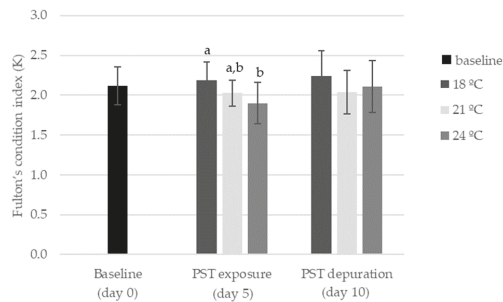 Fulton's condition index (K)
3.0
2.5
2.0
1.5
1.0
0.5
0.0
a
a,b
b
baseline
18 ºC
21 ºC
24 ºC
Baseline
(day 0)
PST exposure
(day 5)
PST depuration
(day 10)